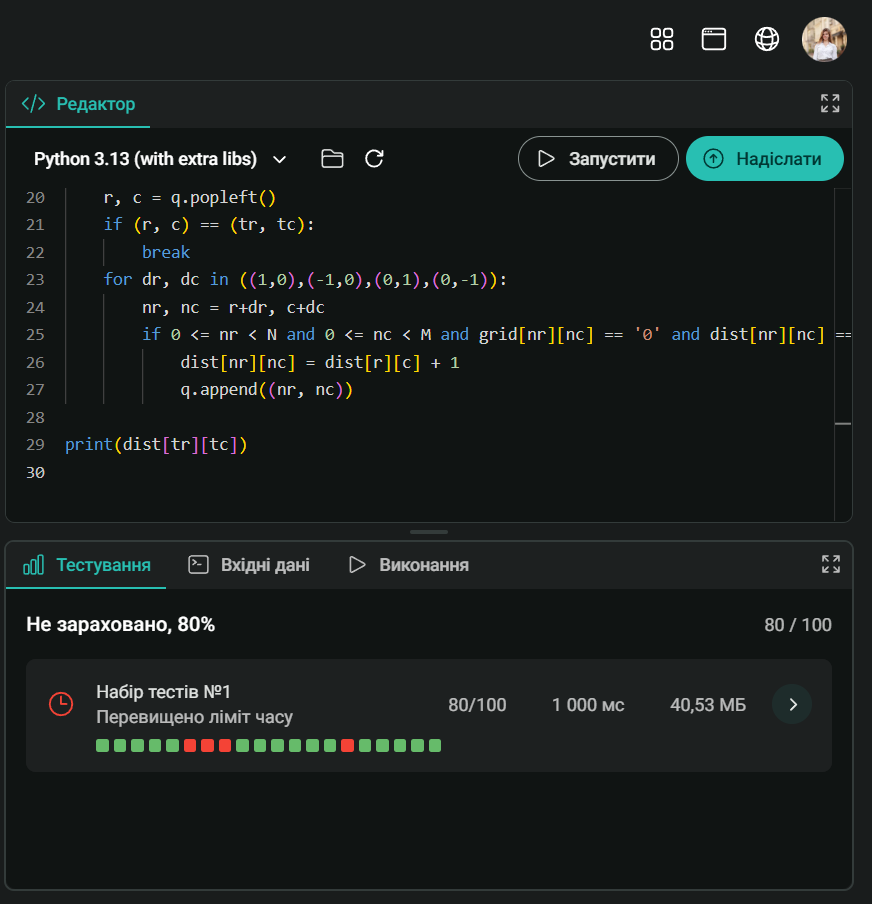 Редактор
Python 3.13 (with extra libs)
Запустити
Надіслати
20 r, c = q.popleft()
21 if (r, c) == (tr, tc):
22 break
23 for dr, dc in ((1,0),(-1,0),(0,1),(0,-1)):
24 nr, nc = r+dr, c+dc
25 if 0 <= nr < N and 0 <= nc < M and grid[nr][nc] == '0' and dist[nr][nc] ==
26 dist[nr][nc] = dist[r][c] + 1
27 q.append((nr, nc))
28
29 print(dist[tr][tc])
30
Тестування Вхідні дані Виконання
Не зараховано, 80% 80 / 100
Набір тестів №1
Перевищено ліміт часу
80/100 1 000 мс 40,53 МБ